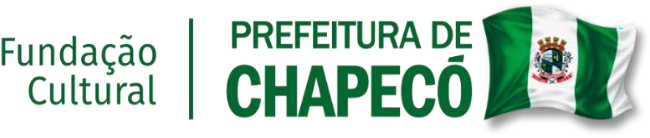 Fundação
Cultural
PREFEITURA DE
CHAPECÓ